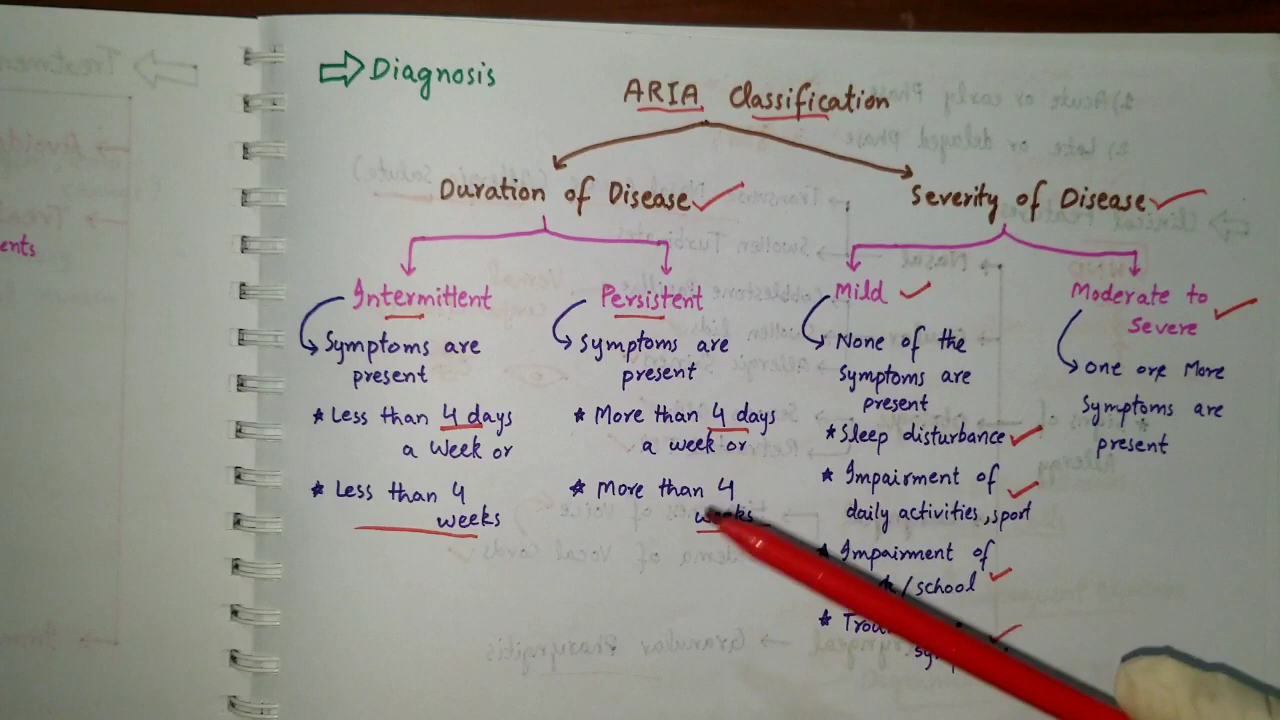 Diagnosis
ARIA Classification
Duration of Disease
Severity of Disease
Intermittent
Symptoms are
present
* Less than 4 days
a week or
* Less than 4
weeks
Persistent
Symptoms are
present
* More than 4 days
a week or
* More than 4
weeks
Mild
None of the
Symptoms are
present
* Sleep disturbance
* Impairment of
daily activities, sport
* Impairment of
/school
*
Moderate to
Severe
one ore More
Symptoms are
present
ents